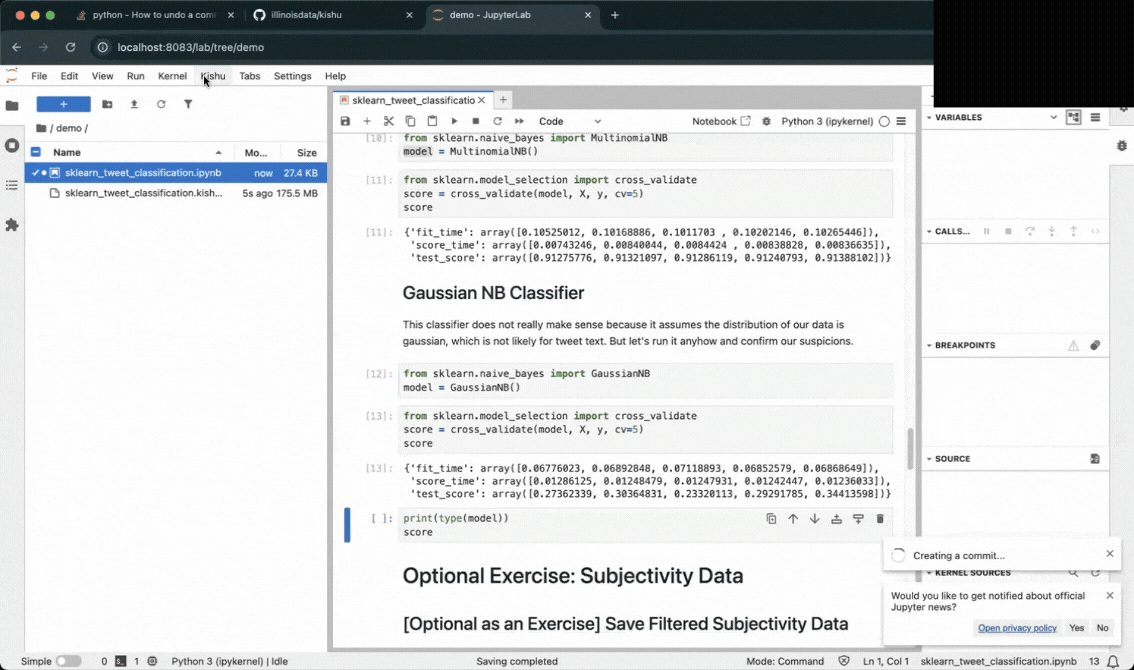 python - How to undo a com
illinoisdata/kishu
demo - JupyterLab
localhost:8083/lab/tree/demo
File Edit View Run Kernel Kishu Tabs Settings Help
/ demo /
Name Mo... Size
sklearn_tweet_classification.ipynb now 27.4 KB
sklearn_tweet_classification.kish... 5s ago 175.5 MB
sklearn_tweet_classificatio
Code
Notebook
Python 3 (ipykernel)
[10]: from sklearn.naive_bayes import MultinomialNB
model = MultinomialNB()
[11]: from sklearn.model_selection import cross_validate
score = cross_validate(model, X, y, cv=5)
score
[11]: {'fit_time': array([0.10525012, 0.10168886, 0.1011703 , 0.10202146, 0.10265446]),
'score_time': array([0.00743246, 0.00840044, 0.0084424 , 0.00838828, 0.00836635]),
'test_score': array([0.91275776, 0.91321097, 0.91286119, 0.91240793, 0.91388102])}
Gaussian NB Classifier
This classifier does not really make sense because it assumes the distribution of our data is
gaussian, which is not likely for tweet text. But let's run it anyhow and confirm our suspicions.
[12]: from sklearn.naive_bayes import GaussianNB
model = GaussianNB()
[13]: from sklearn.model_selection import cross_validate
score = cross_validate(model, X, y, cv=5)
score
[13]: {'fit_time': array([0.06776023, 0.06892848, 0.07118893, 0.06852579, 0.06868649]),
'score_time': array([0.01286125, 0.01248479, 0.01247931, 0.01242447, 0.01236033]),
'test_score': array([0.27362339, 0.30364831, 0.23320113, 0.29291785, 0.34413598])}
[ ]: print(type(model))
score
Optional Exercise: Subjectivity Data
[Optional as an Exercise] Save Filtered Subjectivity Data
VARIABLES
CALLS...
BREAKPOINTS
SOURCE
Creating a commit...
KERNEL SOURCES
Would you like to get notified about official
Jupyter news?
Open privacy policy Yes No
Simple 0 13 Python 3 (ipykernel) | Idle
Saving completed
Mode: Command
Ln 1, Col 1 sklearn_tweet_classification.ipynb 13